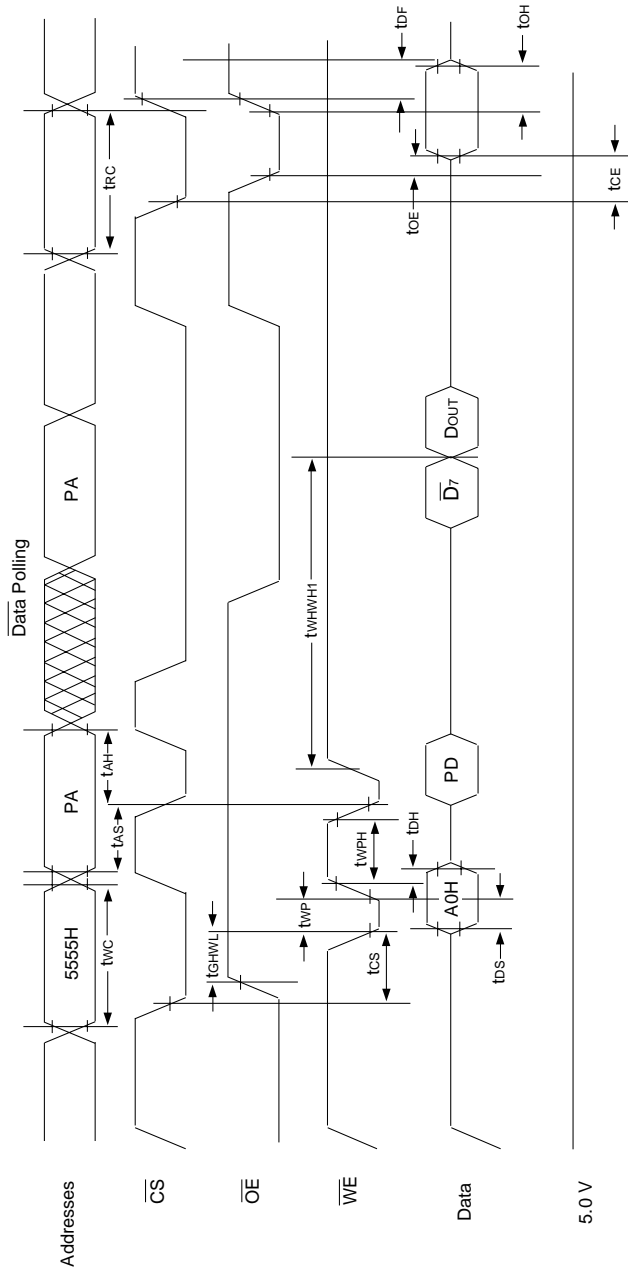 Data Polling
Addresses
5555H
PA
PA
tWC
tAS
tAH
tRC
CS
OE
tGHWL
WE
tCS
tWP
tWPH
tDH
tWHWH1
tOE
tDF
Data
A0H
PD
D7
DOUT
tDS
tCE
tOH
5.0 V